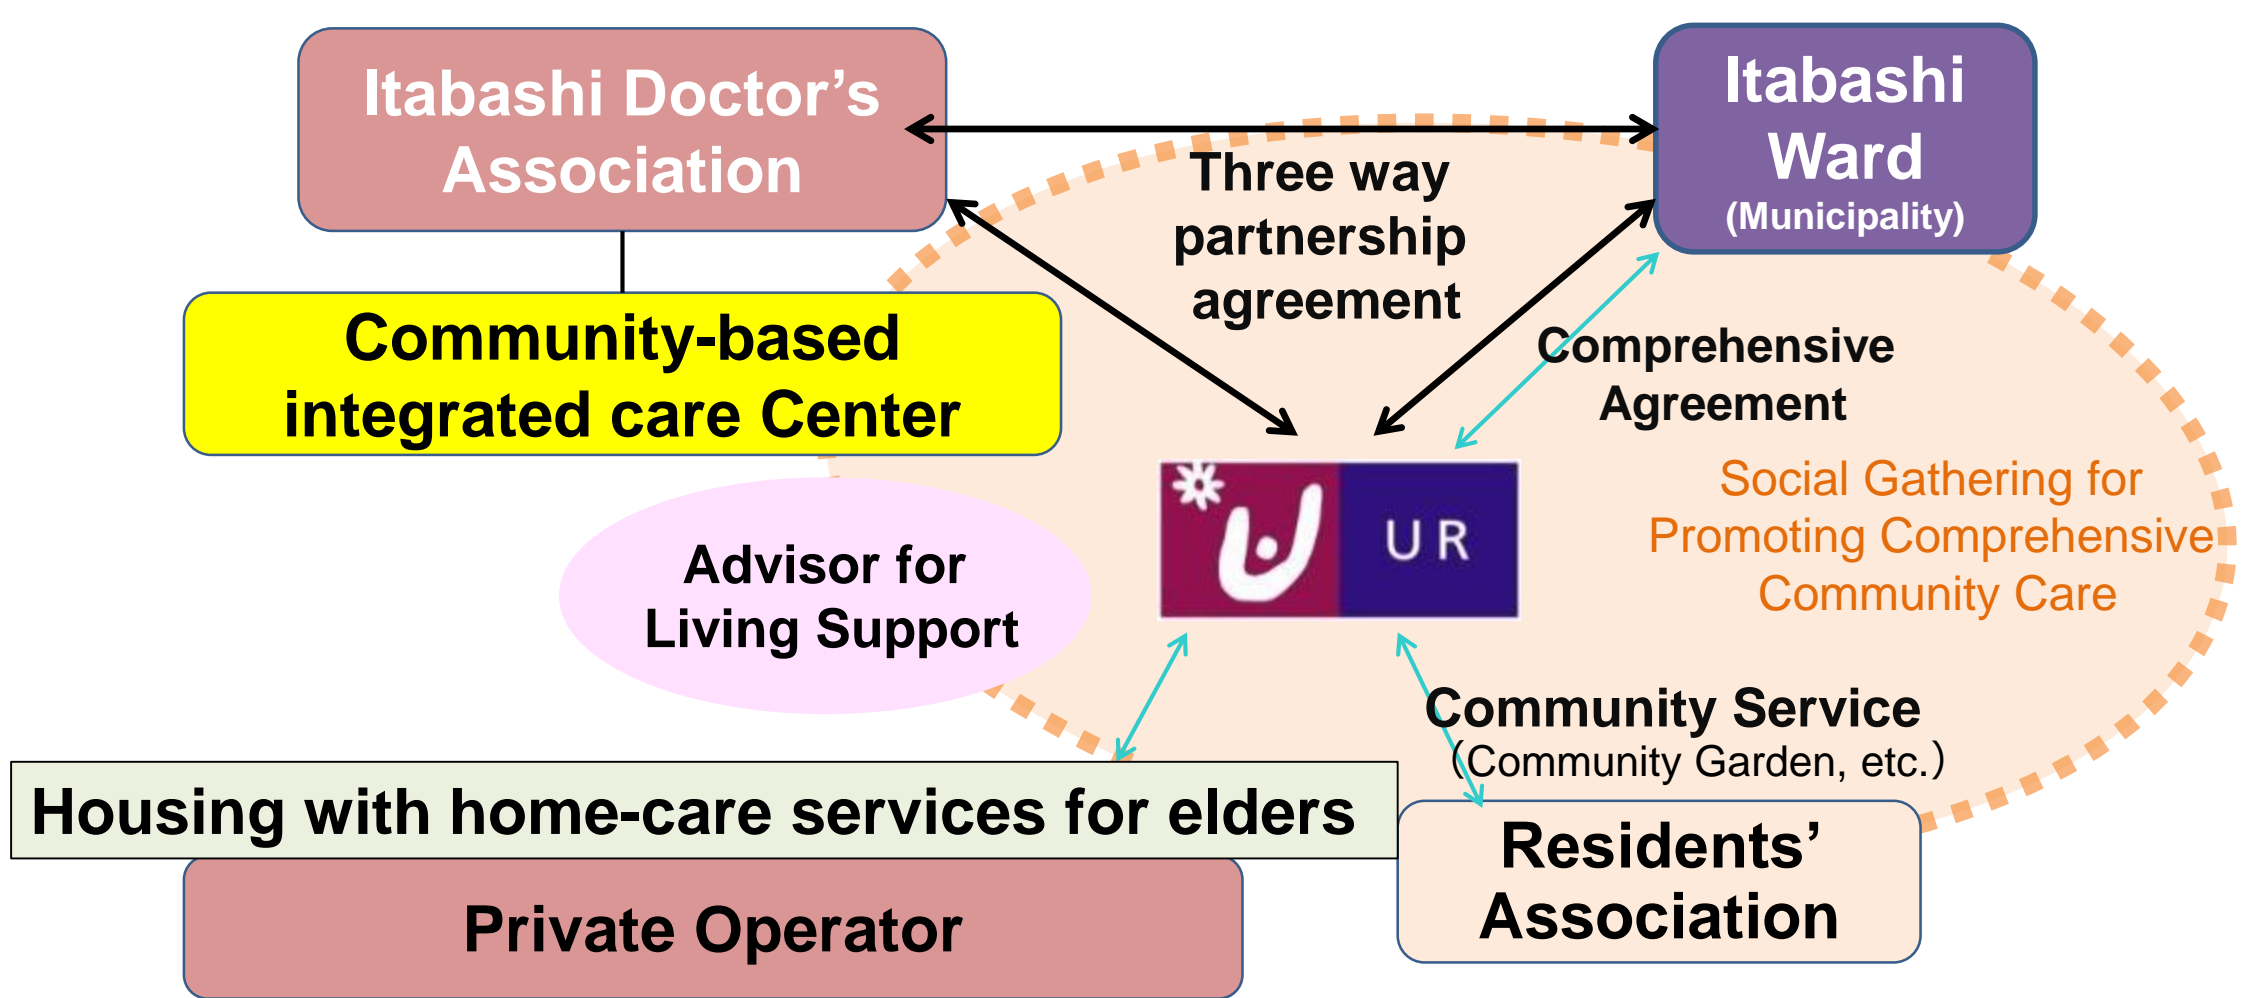 Itabashi Doctor’s
Association
Itabashi
Ward
(Municipality)
Three way
partnership
agreement
Community-based
integrated care Center
Comprehensive
Agreement
UR
Social Gathering for
Promoting Comprehensive
Community Care
Advisor for
Living Support
Community Service
（Community Garden, etc.）
Housing with home-care services for elders
Private Operator
Residents’
Association